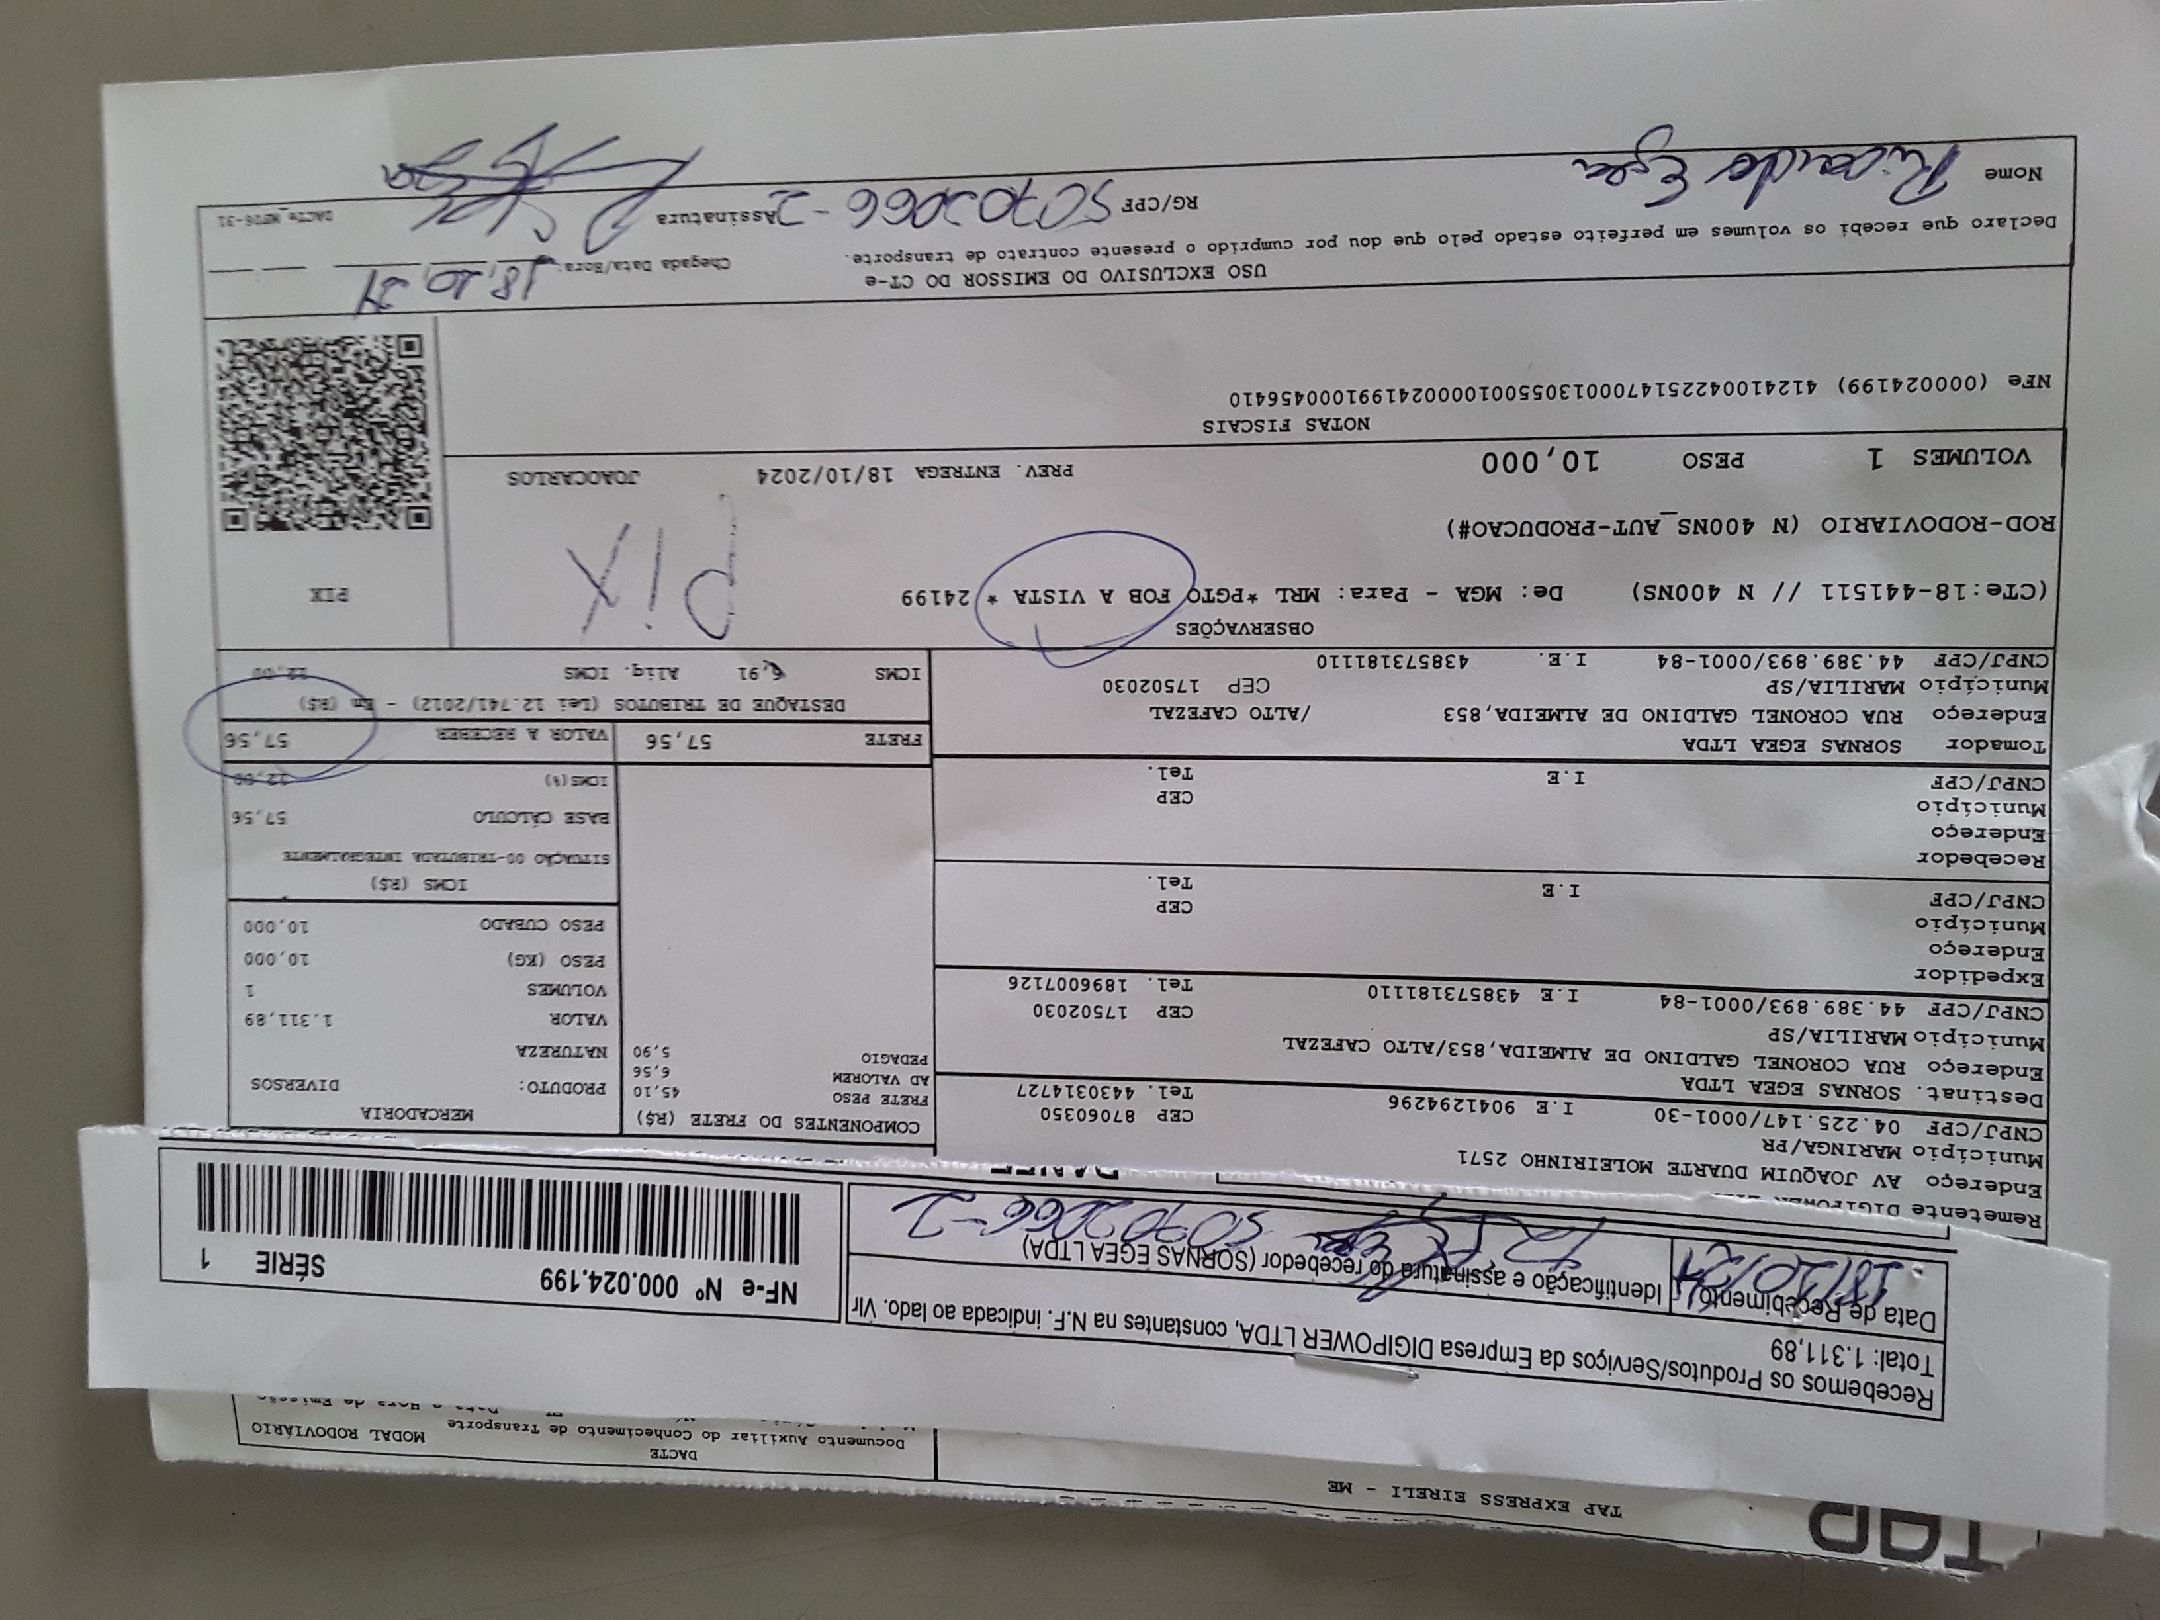 TAP
TAP EXPRESS EIRELI - ME
DACTE
Documento Auxiliar do Conhecimento de Transporte
MODAL RODOVIÁRIO
Recebemos os Produtos/Serviços da Empresa DIGIPOWER LTDA, constantes na N.F. indicada ao lado. Vlr
Total: 1.311,89
Data de Recebimento
18/10/24
Identificação e assinatura do recebedor (SORNAS EGEA LTDA)
50702066-2
NF-e Nº 000.024.199
SÉRIE 1
Remetente DIGIPOWER
Endereço AV JOAQUIM DUARTE MOLEIRINHO 2571
Município MARINGA/PR
CEP 87060350
CNPJ/CPF 04.225.147/0001-30
I.E 9041294296
Tel. 4430314727
Destinat. SORNAS EGEA LTDA
Endereço RUA CORONEL GALDINO DE ALMEIDA,853/ALTO CAFEZAL
Município MARILIA/SP
CEP 17502030
CNPJ/CPF 44.389.893/0001-84
I.E 438573181110
Tel. 1896007126
Expedidor
Endereço
Município
CEP
CNPJ/CPF
I.E
Tel.
Recebedor
Endereço
Município
CEP
CNPJ/CPF
I.E
Tel.
Tomador SORNAS EGEA LTDA
Endereço RUA CORONEL GALDINO DE ALMEIDA,853 /ALTO CAFEZAL
Município MARILIA/SP
CEP 17502030
CNPJ/CPF 44.389.893/0001-84
I.E. 438573181110
COMPONENTES DO FRETE (R$)
FRETE PESO 45,10
AD VALOREM 6,56
PEDAGIO 5,90
MERCADORIA
PRODUTO: DIVERSOS
NATUREZA
VALOR 1.311,89
VOLUMES 1
PESO (KG) 10,000
PESO CUBADO 10,000
ICMS (R$)
SITUAÇÃO 00-TRIBUTADA INTEGRALMENTE
BASE CÁLCULO 57,56
ICMS(%) 12,00
FRETE 57,56
VALOR A RECEBER 57,56
DESTAQUE DE TRIBUTOS (Lei 12.741/2012) - Em (R$)
ICMS 6,91 Aliq. ICMS 12,00
OBSERVAÇÕES
(CTe:18-441511 // N 400NS) De: MGA - Para: MRL *PGTO FOB A VISTA * 24199
ROD-RODOVIARIO (N 400NS_AUT-PRODUCAO#)
PIX
PIX
VOLUMES 1 PESO 10,000
PREV. ENTREGA 18/10/2024 JOAOCARLOS
NOTAS FISCAIS
NFe (000024199) 41241004225147000130550010000241991000456410
USO EXCLUSIVO DO EMISSOR DO CT-e
Declaro que recebi os volumes em perfeito estado pelo que dou por cumprido o presente contrato de transporte.
Chegada Data/Hora:
18,10,24
Nome Ricardo Egea
RG/CPF 50702066-2
Assinatura
DACTe_MP06-31